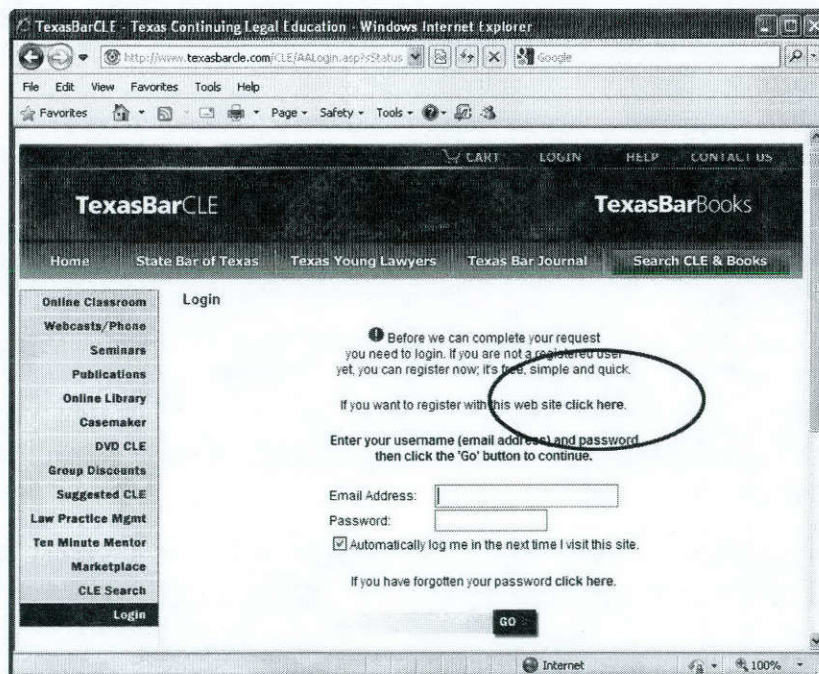 TexasBarCLE - Texas Continuing Legal Education - Windows Internet Explorer
http://www.texasbarcle.com/CLE/AALogin.asp?sStatus
Google
File Edit View Favorites Tools Help
Favorites Page Safety Tools
CART LOGIN HELP CONTACT US
TexasBarCLE TexasBarBooks
Home State Bar of Texas Texas Young Lawyers Texas Bar Journal Search CLE & Books
Online Classroom
Webcasts/Phone
Seminars
Publications
Online Library
Casemaker
DVD CLE
Group Discounts
Suggested CLE
Law Practice Mgmt
Ten Minute Mentor
Marketplace
CLE Search
Login
Login
Before we can complete your request
you need to login. If you are not a registered user
yet, you can register now; it's free, simple and quick.
If you want to register with this web site click here.
Enter your username (email address) and password
then click the 'Go' button to continue.
Email Address:
Password:
Automatically log me in the next time I visit this site.
If you have forgotten your password click here.
GO
Internet 100%